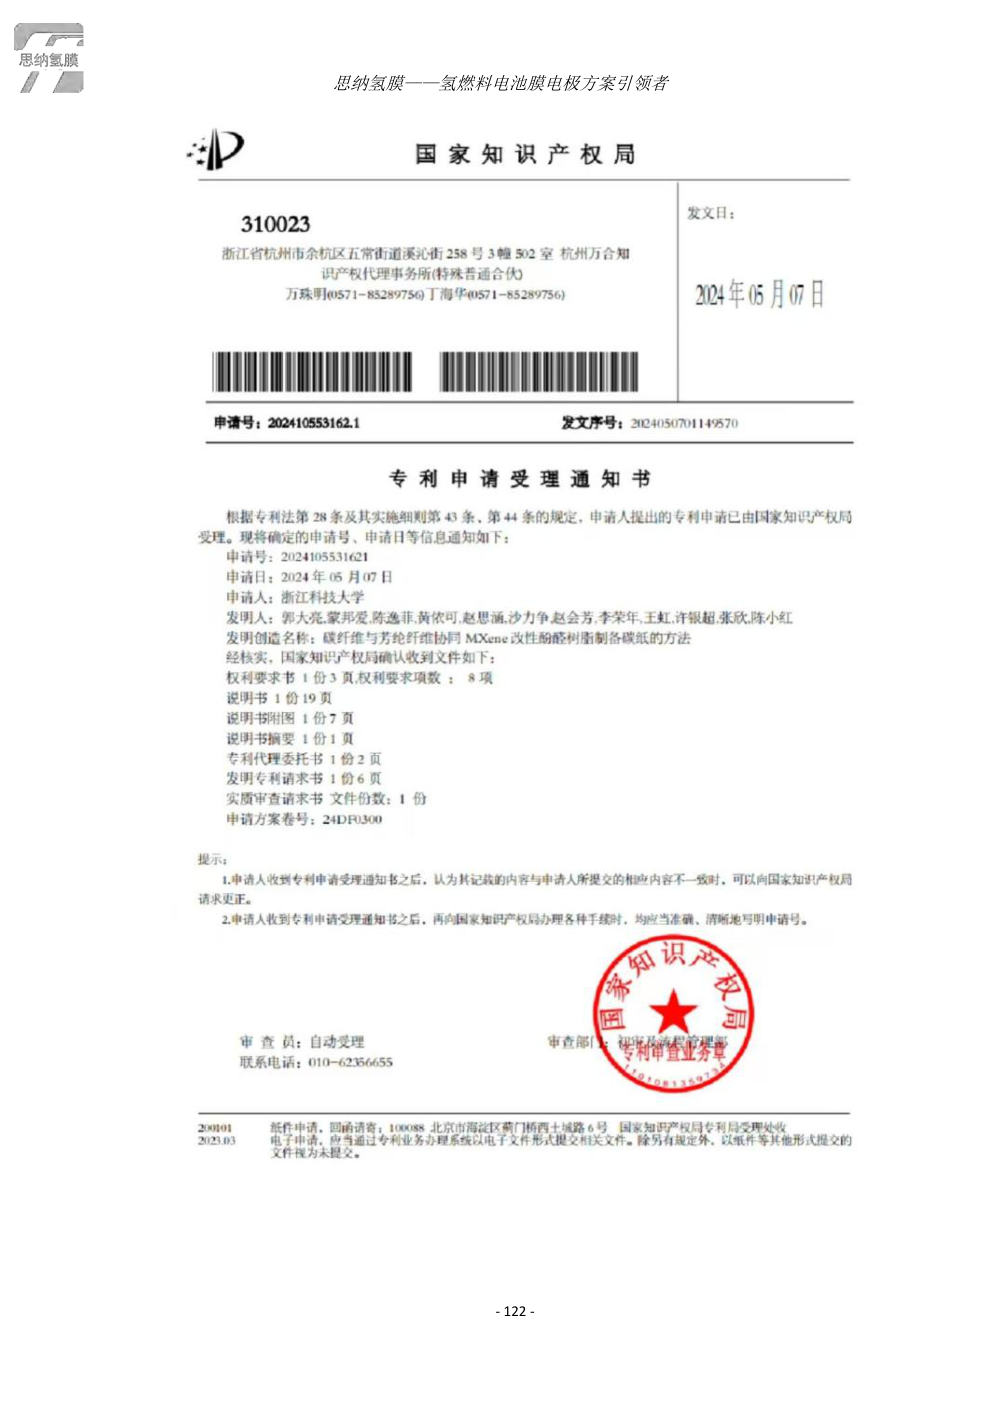 思纳氢膜
思纳氢膜——氢燃料电池膜电极方案引领者
国家知识产权局
310023
浙江省杭州市余杭区五常街道溪沁街 258 号 3 幢 502 室 杭州万合知
识产权代理事务所(特殊普通合伙)
万珠明(0571-85289756)丁海华(0571-85289756)
发文日：
2024 年 05 月 07 日
申请号：202410553162.1
发文序号：2024050701149570
专利申请受理通知书
根据专利法第 28 条及其实施细则第 43 条、第 44 条的规定，申请人提出的专利申请已由国家知识产权局
受理。现将确定的申请号、申请日等信息通知如下：
申请号：2024105531621
申请日：2024 年 05 月 07 日
申请人：浙江科技大学
发明人：郭大亮,蒙邦爱,陈逸菲,黄依可,赵思涵,沙力争,赵会芳,李荣年,王虹,许银超,张欣,陈小红
发明创造名称：碳纤维与芳纶纤维协同 MXene 改性酚醛树脂制备碳纸的方法
经核实，国家知识产权局确认收到文件如下：
权利要求书 1 份 3 页,权利要求项数 ： 8 项
说明书 1 份 19 页
说明书附图 1 份 7 页
说明书摘要 1 份 1 页
专利代理委托书 1 份 2 页
发明专利请求书 1 份 6 页
实质审查请求书 文件份数：1 份
申请方案卷号：24DF0300
提示：
1.申请人收到专利申请受理通知书之后，认为其记载的内容与申请人所提交的相应内容不一致时，可以向国家知识产权局
请求更正。
2.申请人收到专利申请受理通知书之后，再向国家知识产权局办理各种手续时，均应当准确、清晰地写明申请号。
国家知识产权局
专利审查业务章
1101081359734
审 查 员：自动受理
审查部门：初审及流程管理部
联系电话：010-62356655
200101 纸件申请，回函请寄：100088 北京市海淀区蓟门桥西土城路 6 号 国家知识产权局专利局受理处收
2023.03 电子申请，应当通过专利业务办理系统以电子文件形式提交相关文件。除另有规定外，以纸件等其他形式提交的
文件视为未提交。
- 122 -